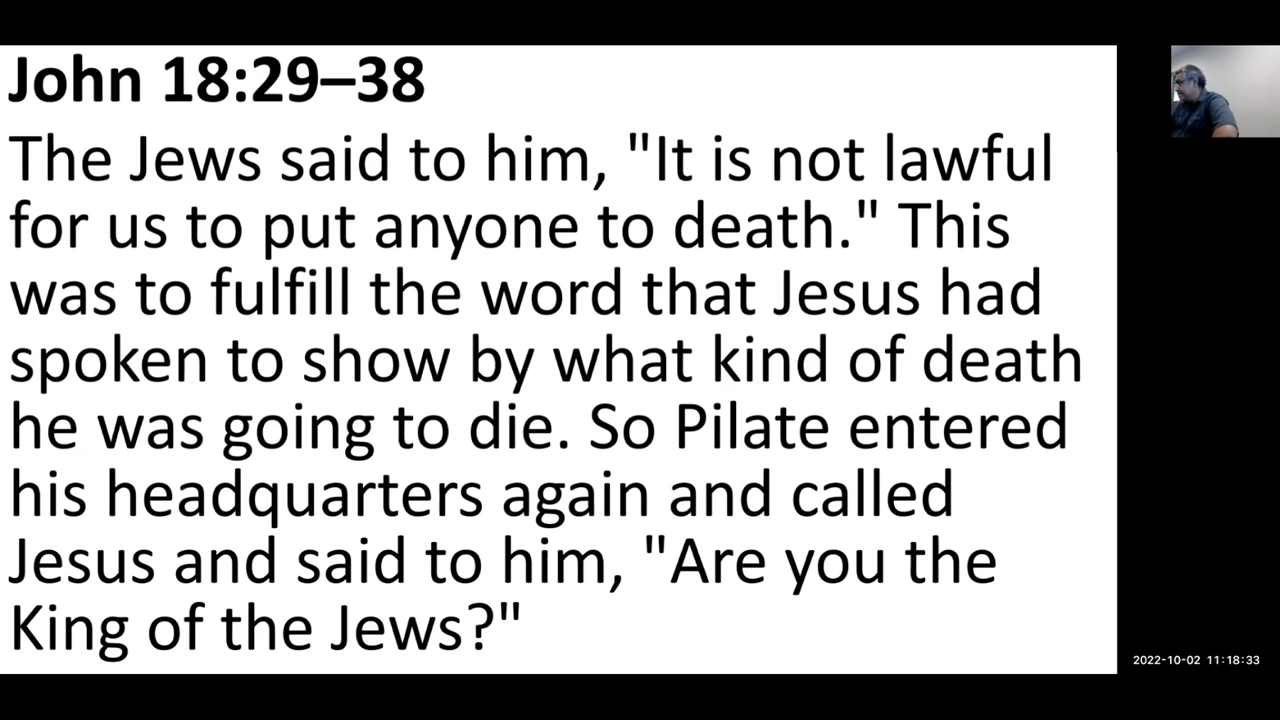 John 18:29–38
The Jews said to him, "It is not lawful
for us to put anyone to death." This
was to fulfill the word that Jesus had
spoken to show by what kind of death
he was going to die. So Pilate entered
his headquarters again and called
Jesus and said to him, "Are you the
King of the Jews?"
2022-10-02 11:18:33